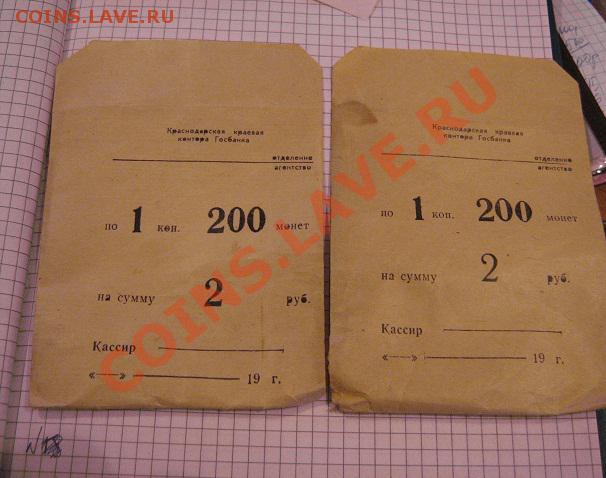 COINS.LAVE.RU
Краснодарская краевая
контора Госбанка
отделение
агентство
по 1 коп. 200 монет
на сумму 2 руб.
Кассир
« » 19 г.
Краснодарская краевая
контора Госбанка
отделение
агентство
по 1 коп. 200 монет
на сумму 2 руб.
Кассир
« » 19 г.
COINS.LAVE.RU